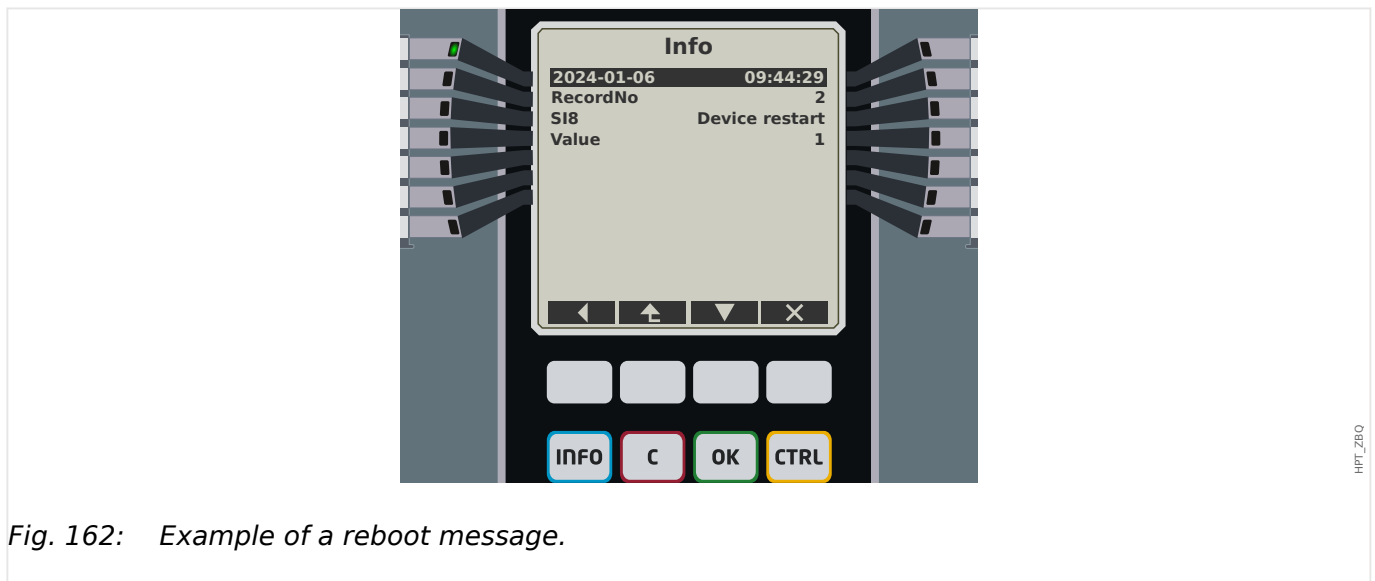 Info
2024-01-06 09:44:29
RecordNo 2
SI8 Device restart
Value 1
INFO C OK CTRL
HPT_ZBQ
Fig. 162: Example of a reboot message.